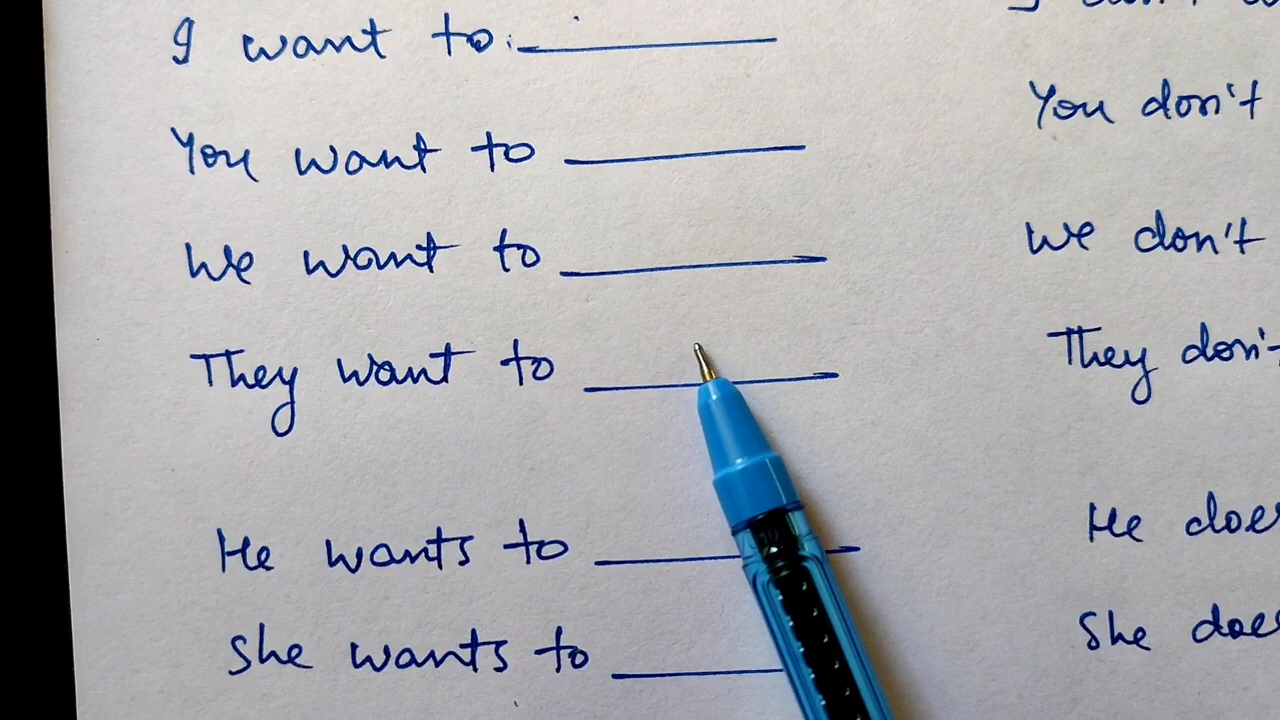 I want to
You want to
We want to
They want to
He wants to
She wants to
You don't
We don't
They don't
He
She